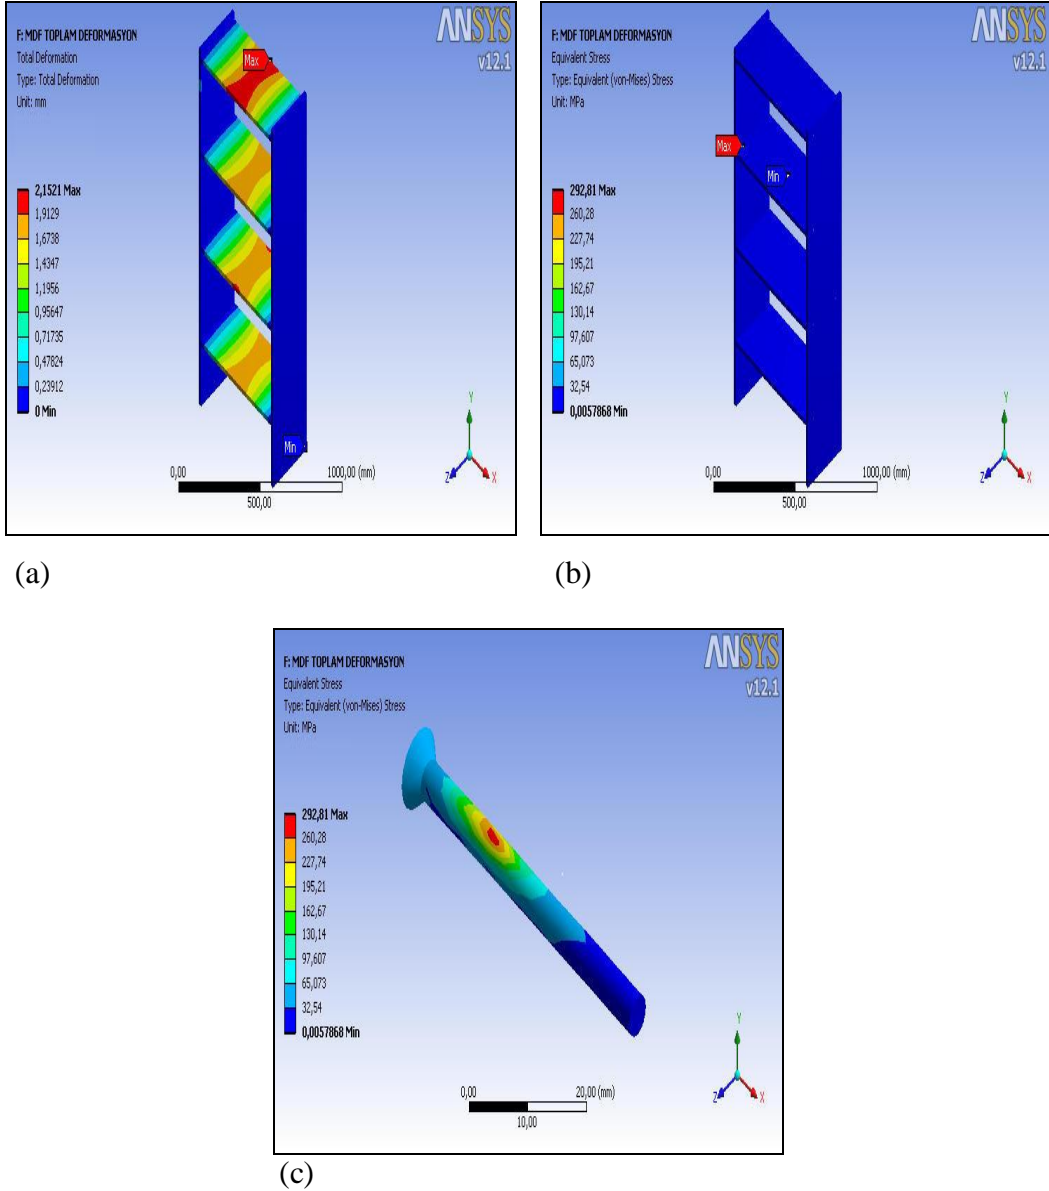 F: MDF TOPLAM DEFORMASYON
Total Deformation
Type: Total Deformation
Unit: mm
ANSYS
v12.1
Max
2,1521 Max
1,9129
1,6738
1,4347
1,1956
0,95647
0,71735
0,47824
0,23912
0 Min
Min
Y
Z
X
0,00
1000,00 (mm)
500,00
(a)
F: MDF TOPLAM DEFORMASYON
Equivalent Stress
Type: Equivalent (von-Mises) Stress
Unit: MPa
ANSYS
v12.1
Max
Min
292,81 Max
260,28
227,74
195,21
162,67
130,14
97,607
65,073
32,54
0,0057868 Min
Y
Z
X
0,00
1000,00 (mm)
500,00
(b)
F: MDF TOPLAM DEFORMASYON
Equivalent Stress
Type: Equivalent (von-Mises) Stress
Unit: MPa
ANSYS
v12.1
292,81 Max
260,28
227,74
195,21
162,67
130,14
97,607
65,073
32,54
0,0057868 Min
Y
Z
X
0,00
20,00 (mm)
10,00
(c)